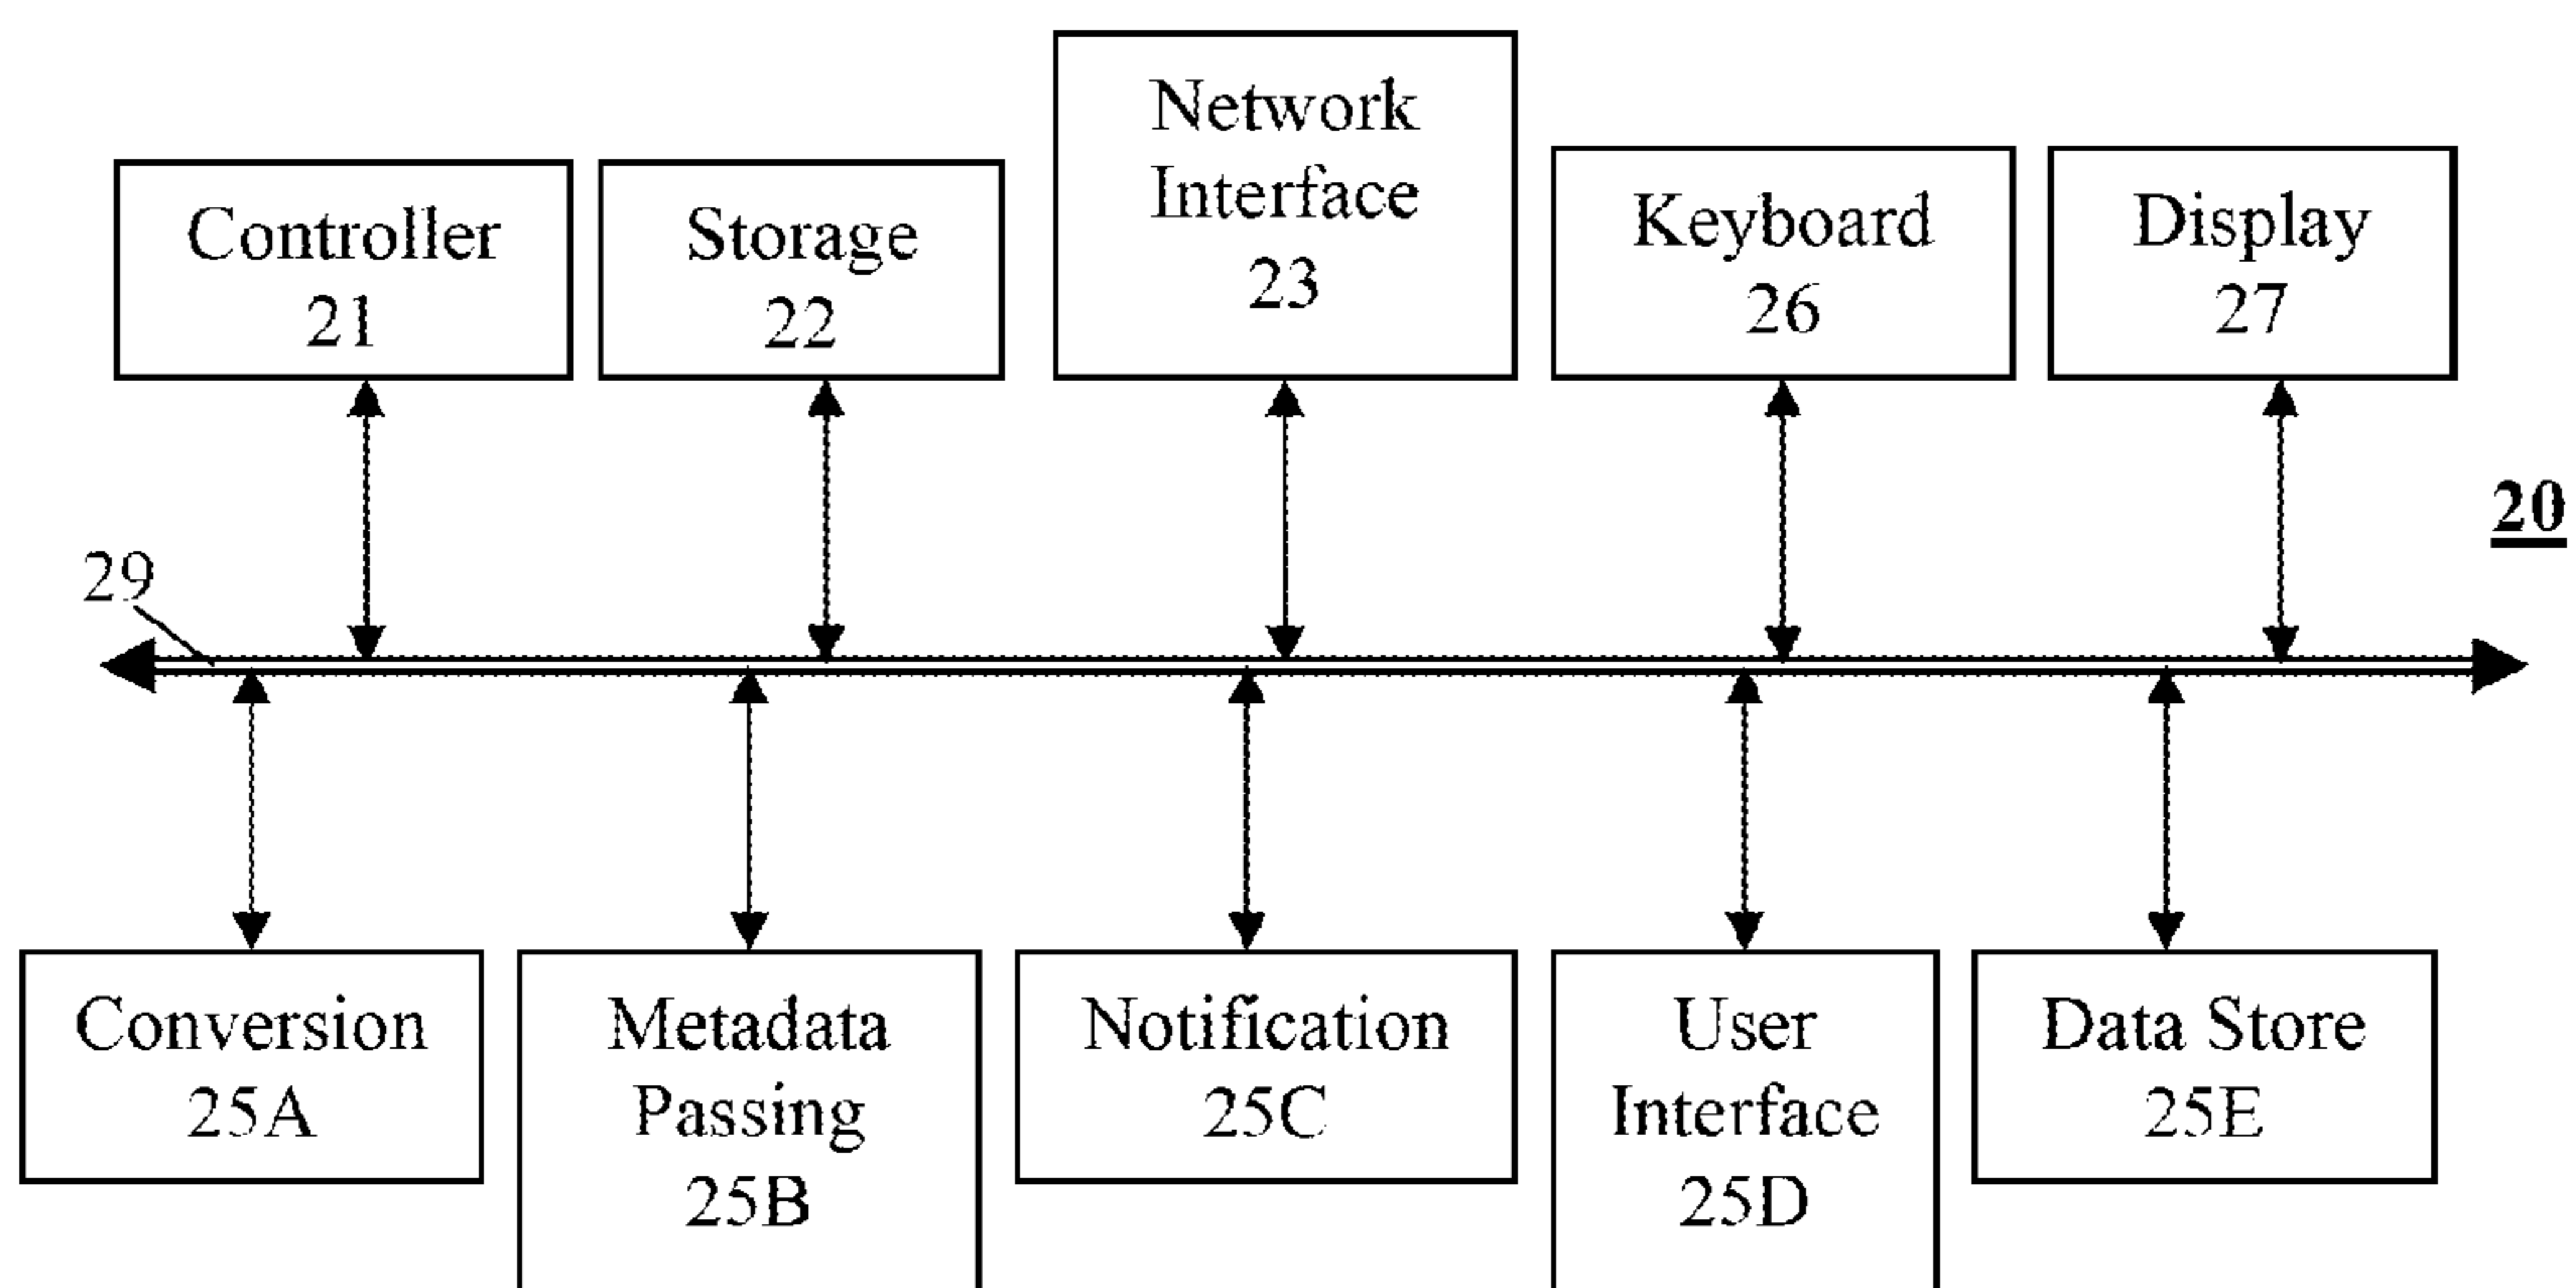 Network
Interface
23
Controller
21
Storage
22
Keyboard
26
Display
27
20
29
Conversion
25A
Metadata
Passing
25B
Notification
25C
User
Interface
25D
Data Store
25E